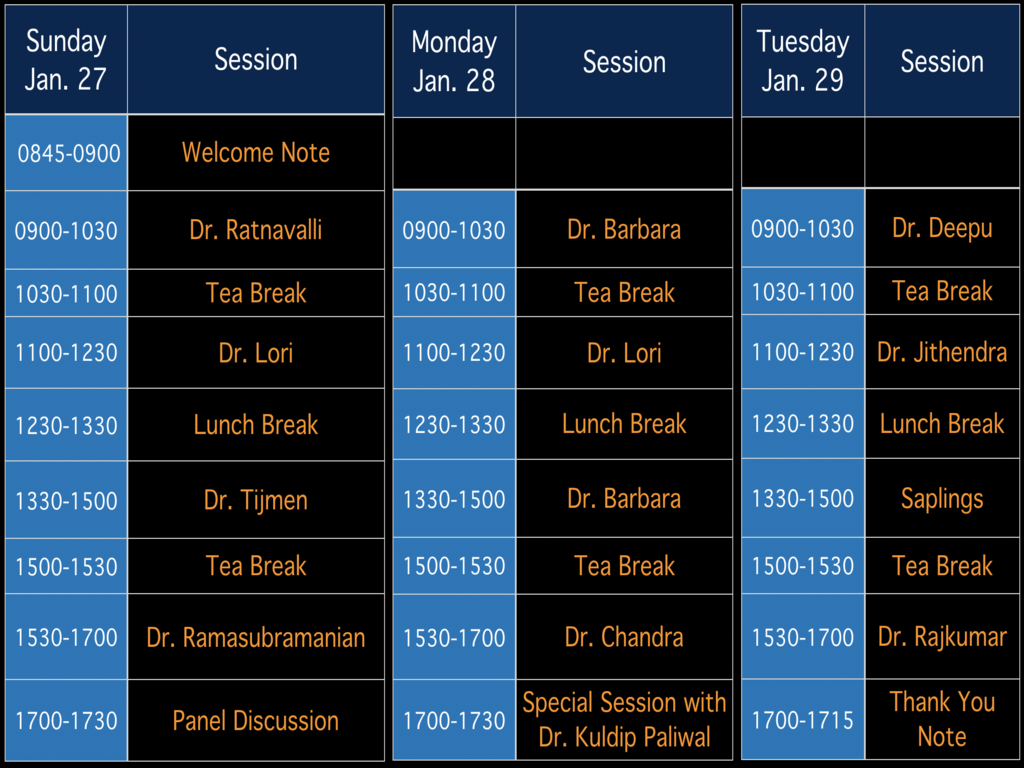 Sunday
Jan. 27
Session
0845-0900
Welcome Note
0900-1030
Dr. Ratnavalli
1030-1100
Tea Break
1100-1230
Dr. Lori
1230-1330
Lunch Break
1330-1500
Dr. Tijmen
1500-1530
Tea Break
1530-1700
Dr. Ramasubramanian
1700-1730
Panel Discussion
Monday
Jan. 28
Session
0900-1030
Dr. Barbara
1030-1100
Tea Break
1100-1230
Dr. Lori
1230-1330
Lunch Break
1330-1500
Dr. Barbara
1500-1530
Tea Break
1530-1700
Dr. Chandra
1700-1730
Special Session with
Dr. Kuldip Paliwal
Tuesday
Jan. 29
Session
0900-1030
Dr. Deepu
1030-1100
Tea Break
1100-1230
Dr. Jithendra
1230-1330
Lunch Break
1330-1500
Saplings
1500-1530
Tea Break
1530-1700
Dr. Rajkumar
1700-1715
Thank You
Note